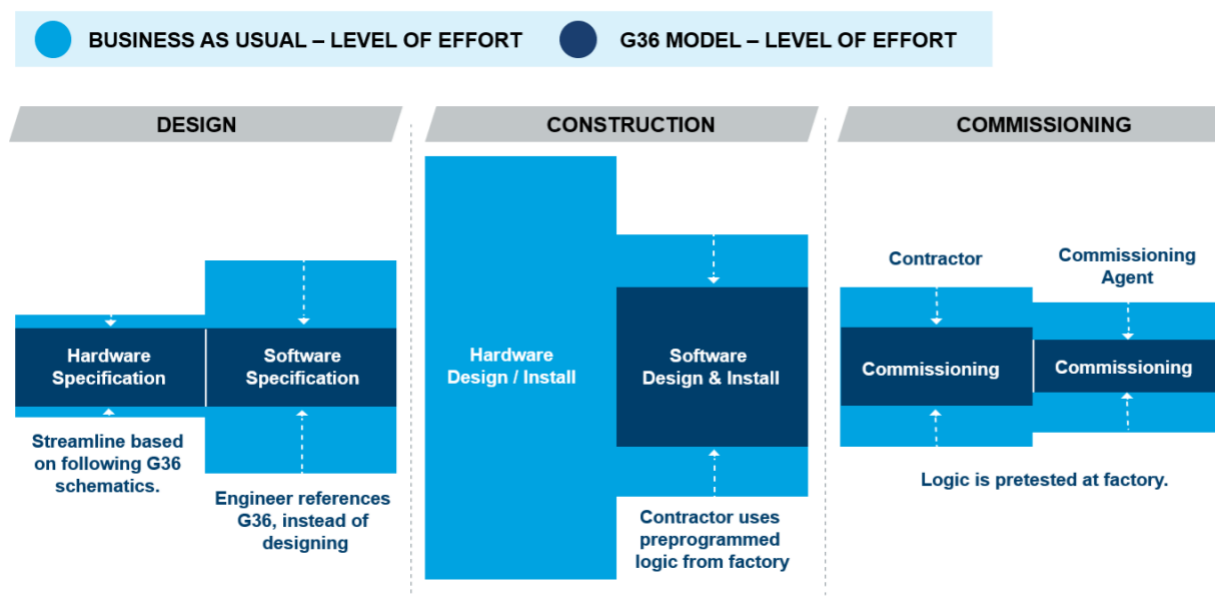 BUSINESS AS USUAL – LEVEL OF EFFORT
G36 MODEL – LEVEL OF EFFORT
DESIGN
Hardware
Specification
Software
Specification
Streamline based
on following G36
schematics.
Engineer references
G36, instead of
designing
CONSTRUCTION
Hardware
Design / Install
Software
Design & Install
Contractor uses
preprogrammed
logic from factory
COMMISSIONING
Contractor
Commissioning
Agent
Commissioning
Commissioning
Logic is pretested at factory.